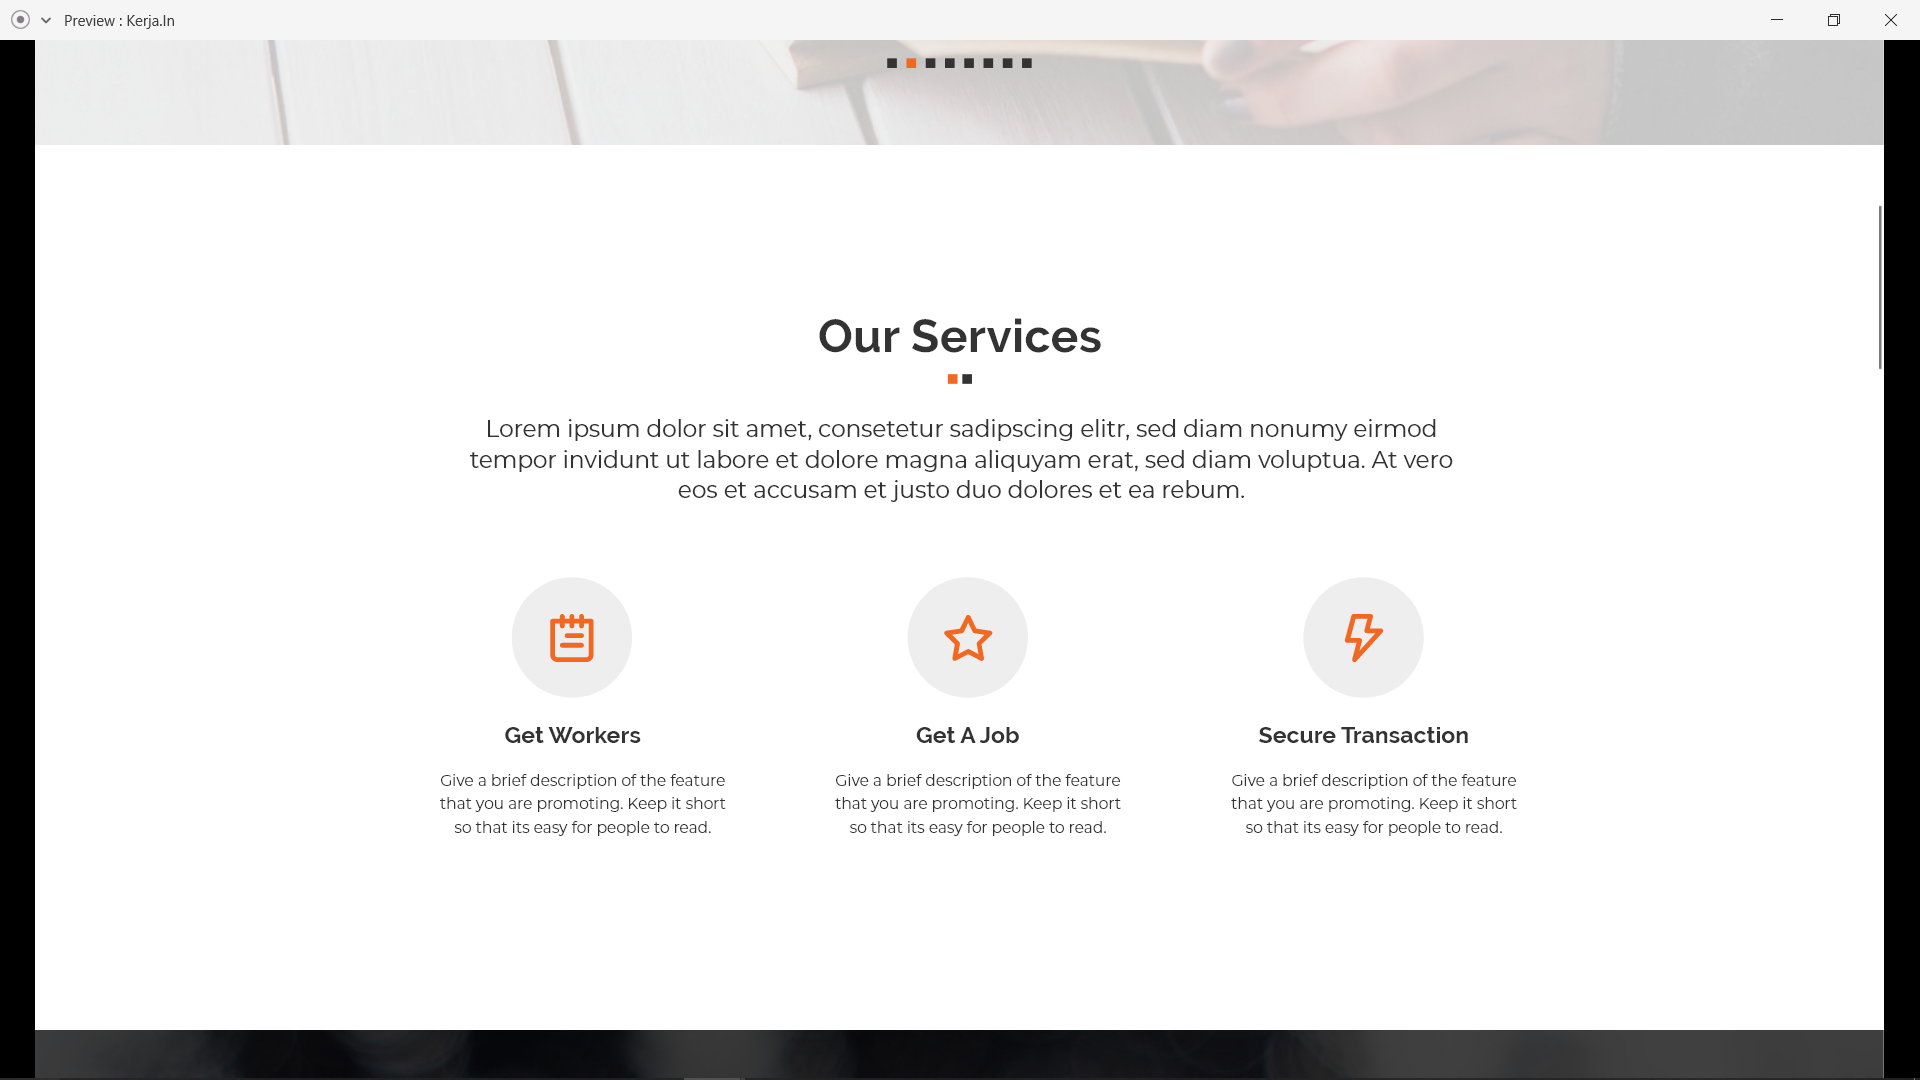 Preview : Kerja.In
Our Services
Lorem ipsum dolor sit amet, consetetur sadipscing elitr, sed diam nonumy eirmod
tempor invidunt ut labore et dolore magna aliquyam erat, sed diam voluptua. At vero
eos et accusam et justo duo dolores et ea rebum.
Get Workers
Give a brief description of the feature
that you are promoting. Keep it short
so that its easy for people to read.
Get A Job
Give a brief description of the feature
that you are promoting. Keep it short
so that its easy for people to read.
Secure Transaction
Give a brief description of the feature
that you are promoting. Keep it short
so that its easy for people to read.